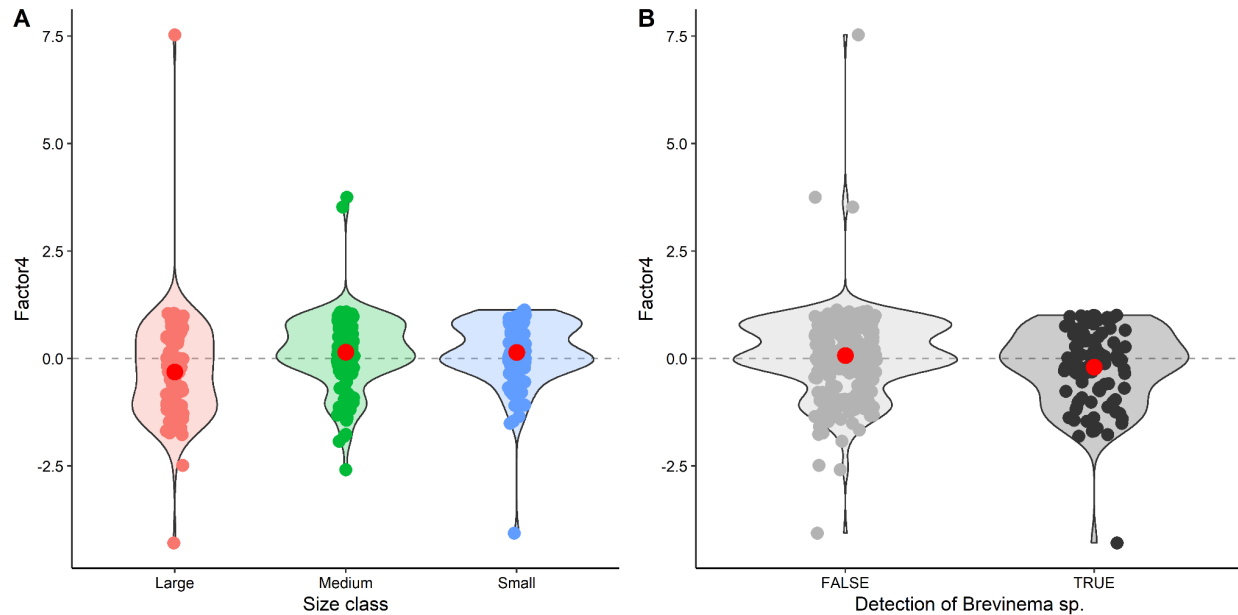 A
Factor4
7.5
5.0
2.5
0.0
-2.5
Large Medium Small
Size class
B
Factor4
7.5
5.0
2.5
0.0
-2.5
FALSE TRUE
Detection of Brevinema sp.